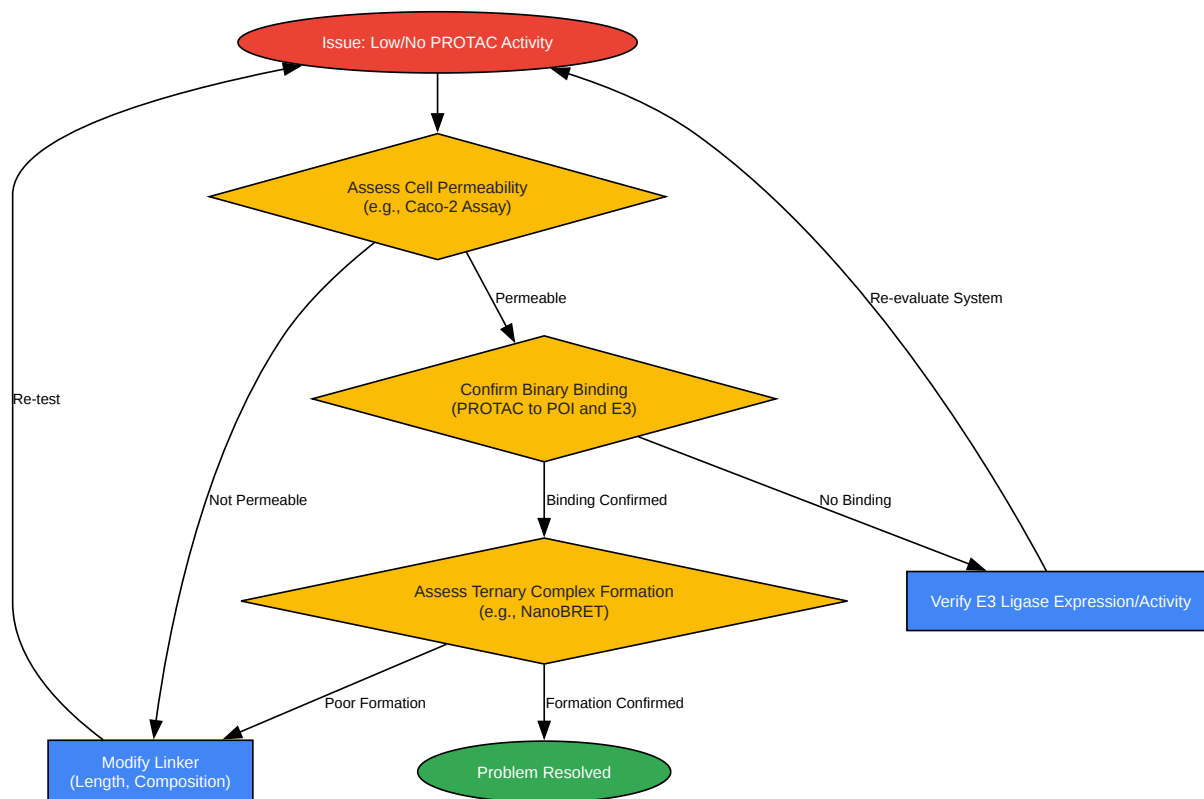 Issue: Low/No PROTAC Activity
Assess Cell Permeability
(e.g., Caco-2 Assay)
Permeable
Re-evaluate System
Confirm Binary Binding
(PROTAC to POI and E3)
Re-test
Not Permeable
Binding Confirmed
No Binding
Assess Ternary Complex Formation
(e.g., NanoBRET)
Verify E3 Ligase Expression/Activity
Poor Formation
Formation Confirmed
Modify Linker
(Length, Composition)
Problem Resolved